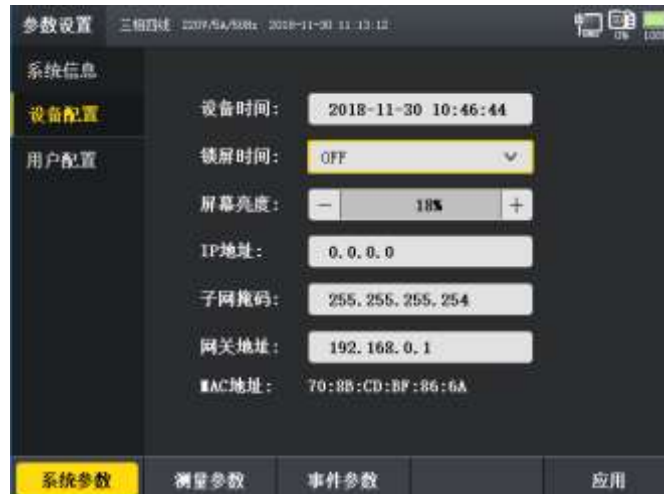 参数设置 三相四线 220V/5A/50Hz 2018-11-30 11:13:12 0% 100%
系统信息
设备配置
用户配置
设备时间: 2018-11-30 10:46:44
锁屏时间: OFF
屏幕亮度: − 18% +
IP地址: 0.0.0.0
子网掩码: 255.255.255.254
网关地址: 192.168.0.1
MAC地址: 70:8B:CD:BF:86:6A
系统参数 测量参数 事件参数 应用